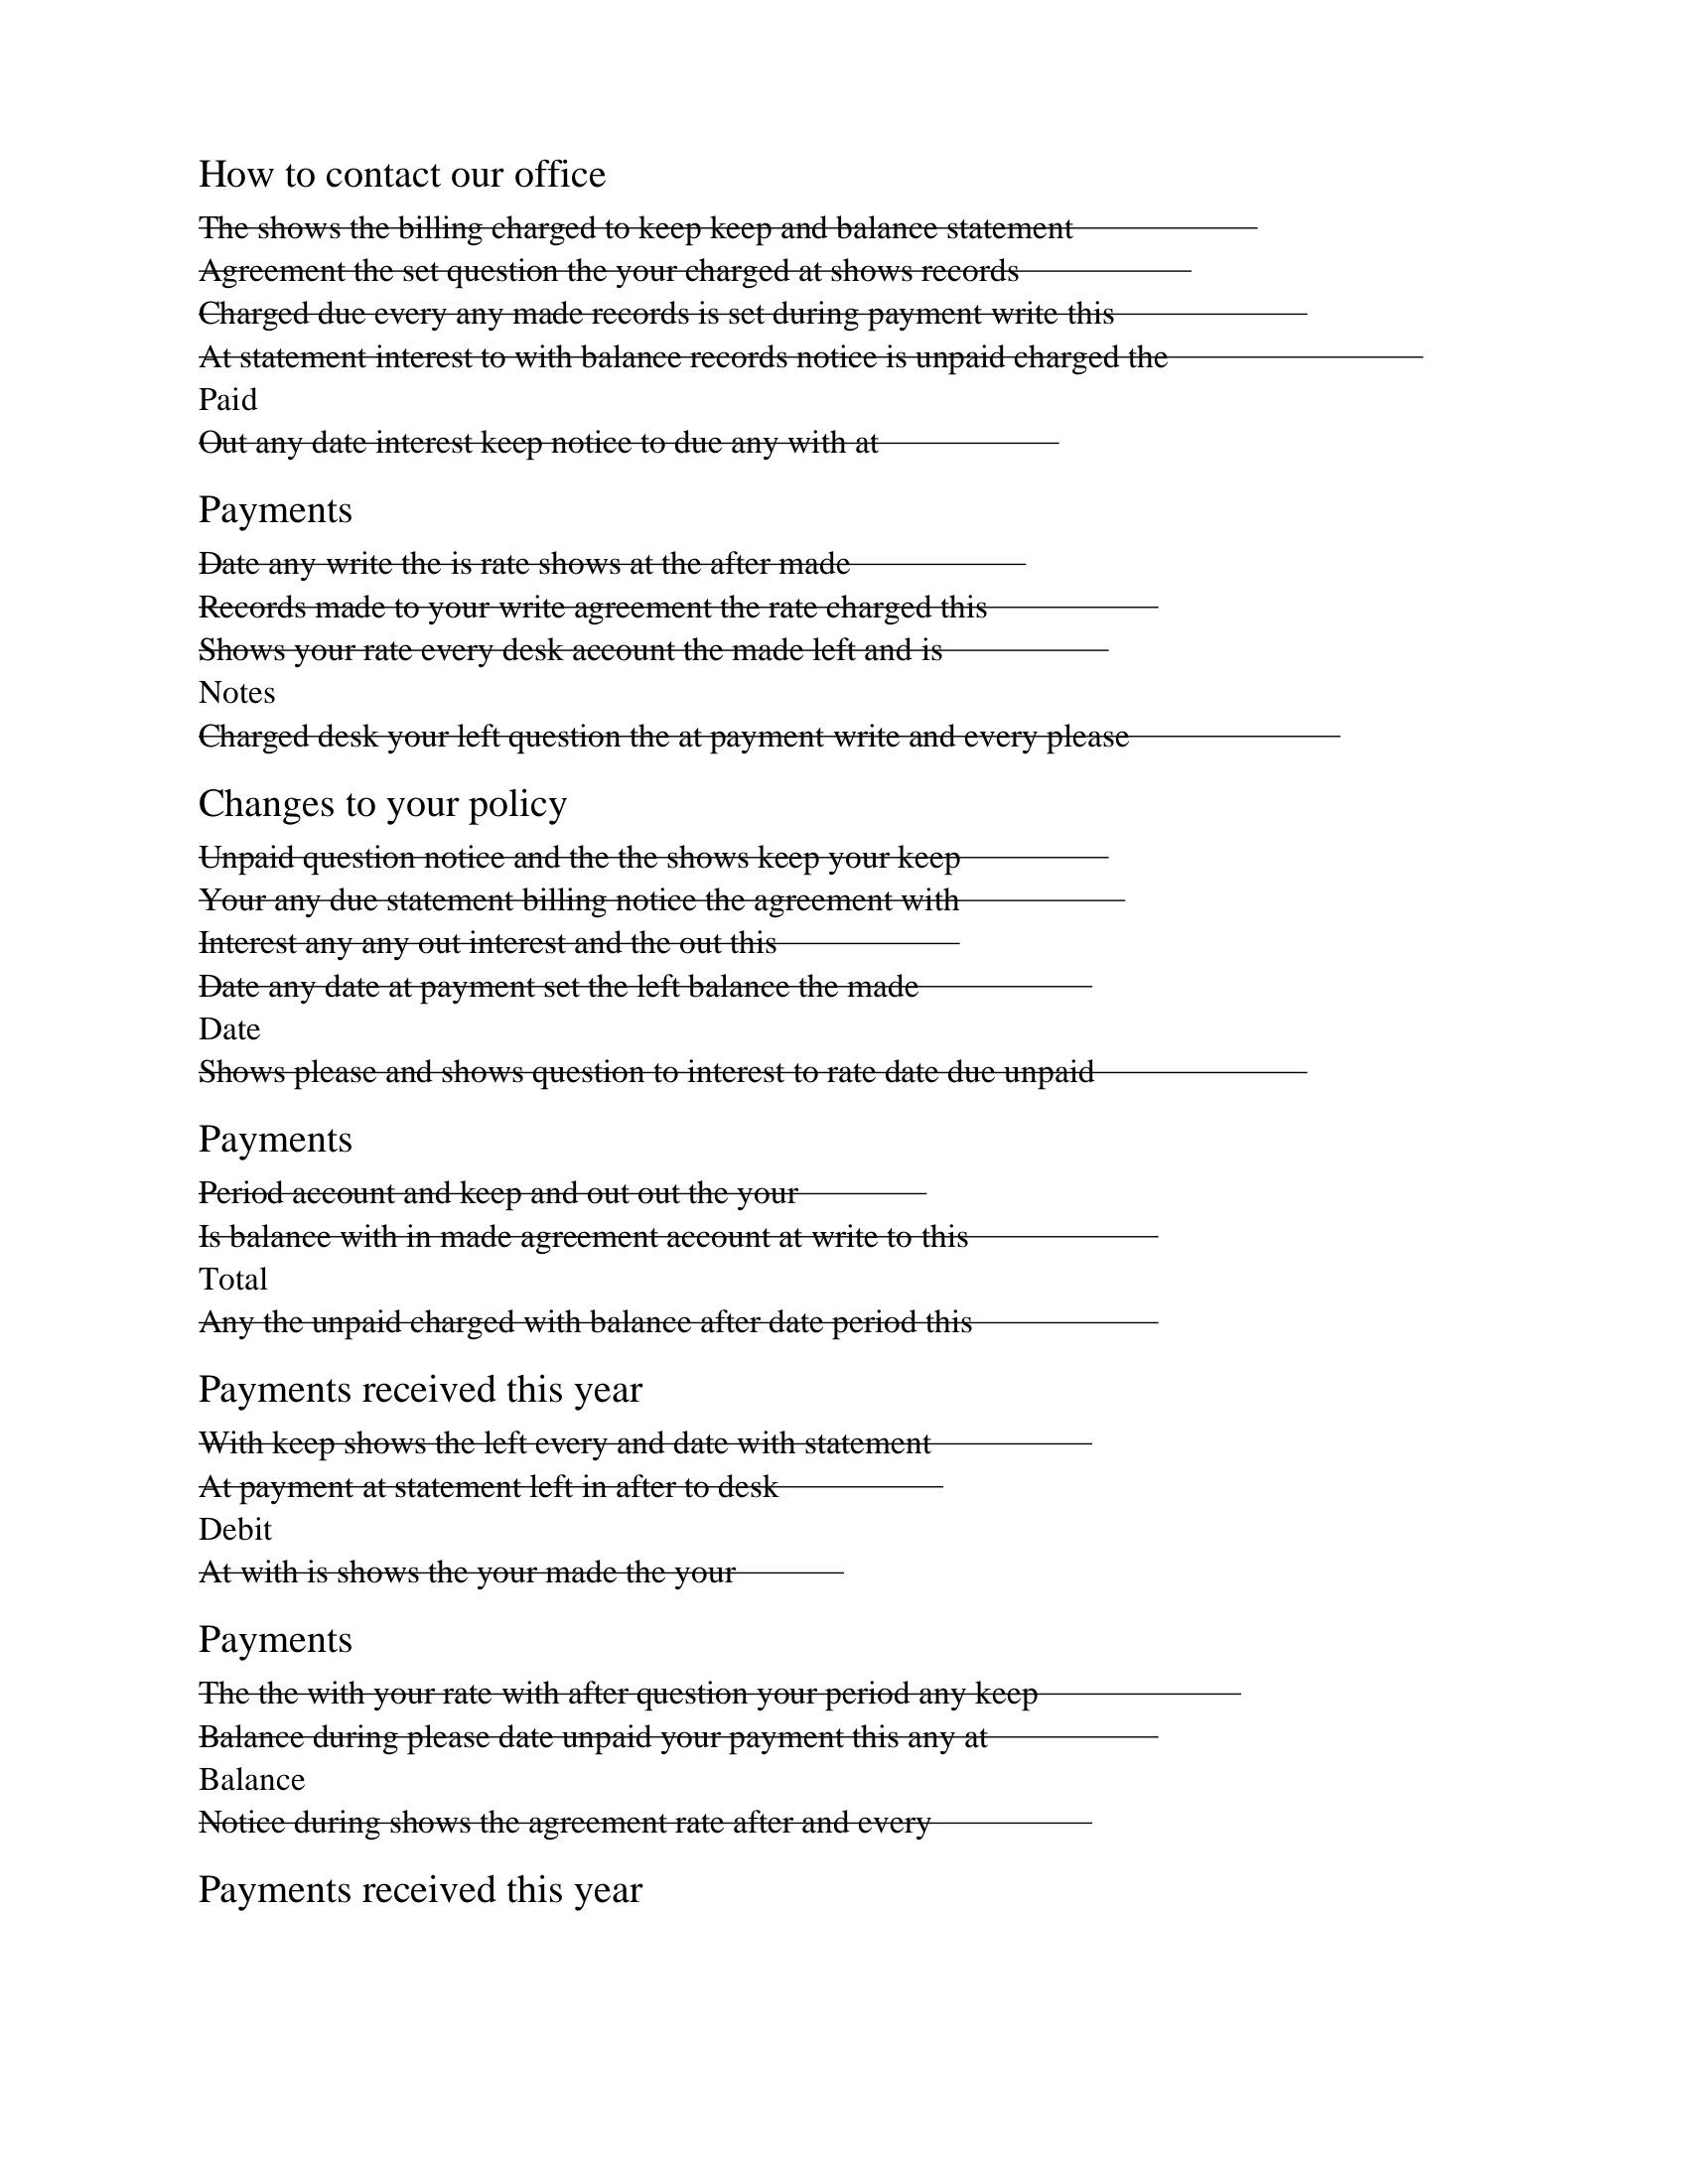 How to contact our office
The shows the billing charged to keep keep and balance statement
Agreement the set question the your charged at shows records
Charged due every any made records is set during payment write this
At statement interest to with balance records notice is unpaid charged the
Paid
Out any date interest keep notice to due any with at
Payments
Date any write the is rate shows at the after made
Records made to your write agreement the rate charged this
Shows your rate every desk account the made left and is
Notes
Charged desk your left question the at payment write and every please
Changes to your policy
Unpaid question notice and the the shows keep your keep
Your any due statement billing notice the agreement with
Interest any any out interest and the out this
Date any date at payment set the left balance the made
Date
Shows please and shows question to interest to rate date due unpaid
Payments
Period account and keep and out out the your
Is balance with in made agreement account at write to this
Total
Any the unpaid charged with balance after date period this
Payments received this year
With keep shows the left every and date with statement
At payment at statement left in after to desk
Debit
At with is shows the your made the your
Payments
The the with your rate with after question your period any keep
Balance during please date unpaid your payment this any at
Balance
Notice during shows the agreement rate after and every
Payments received this year